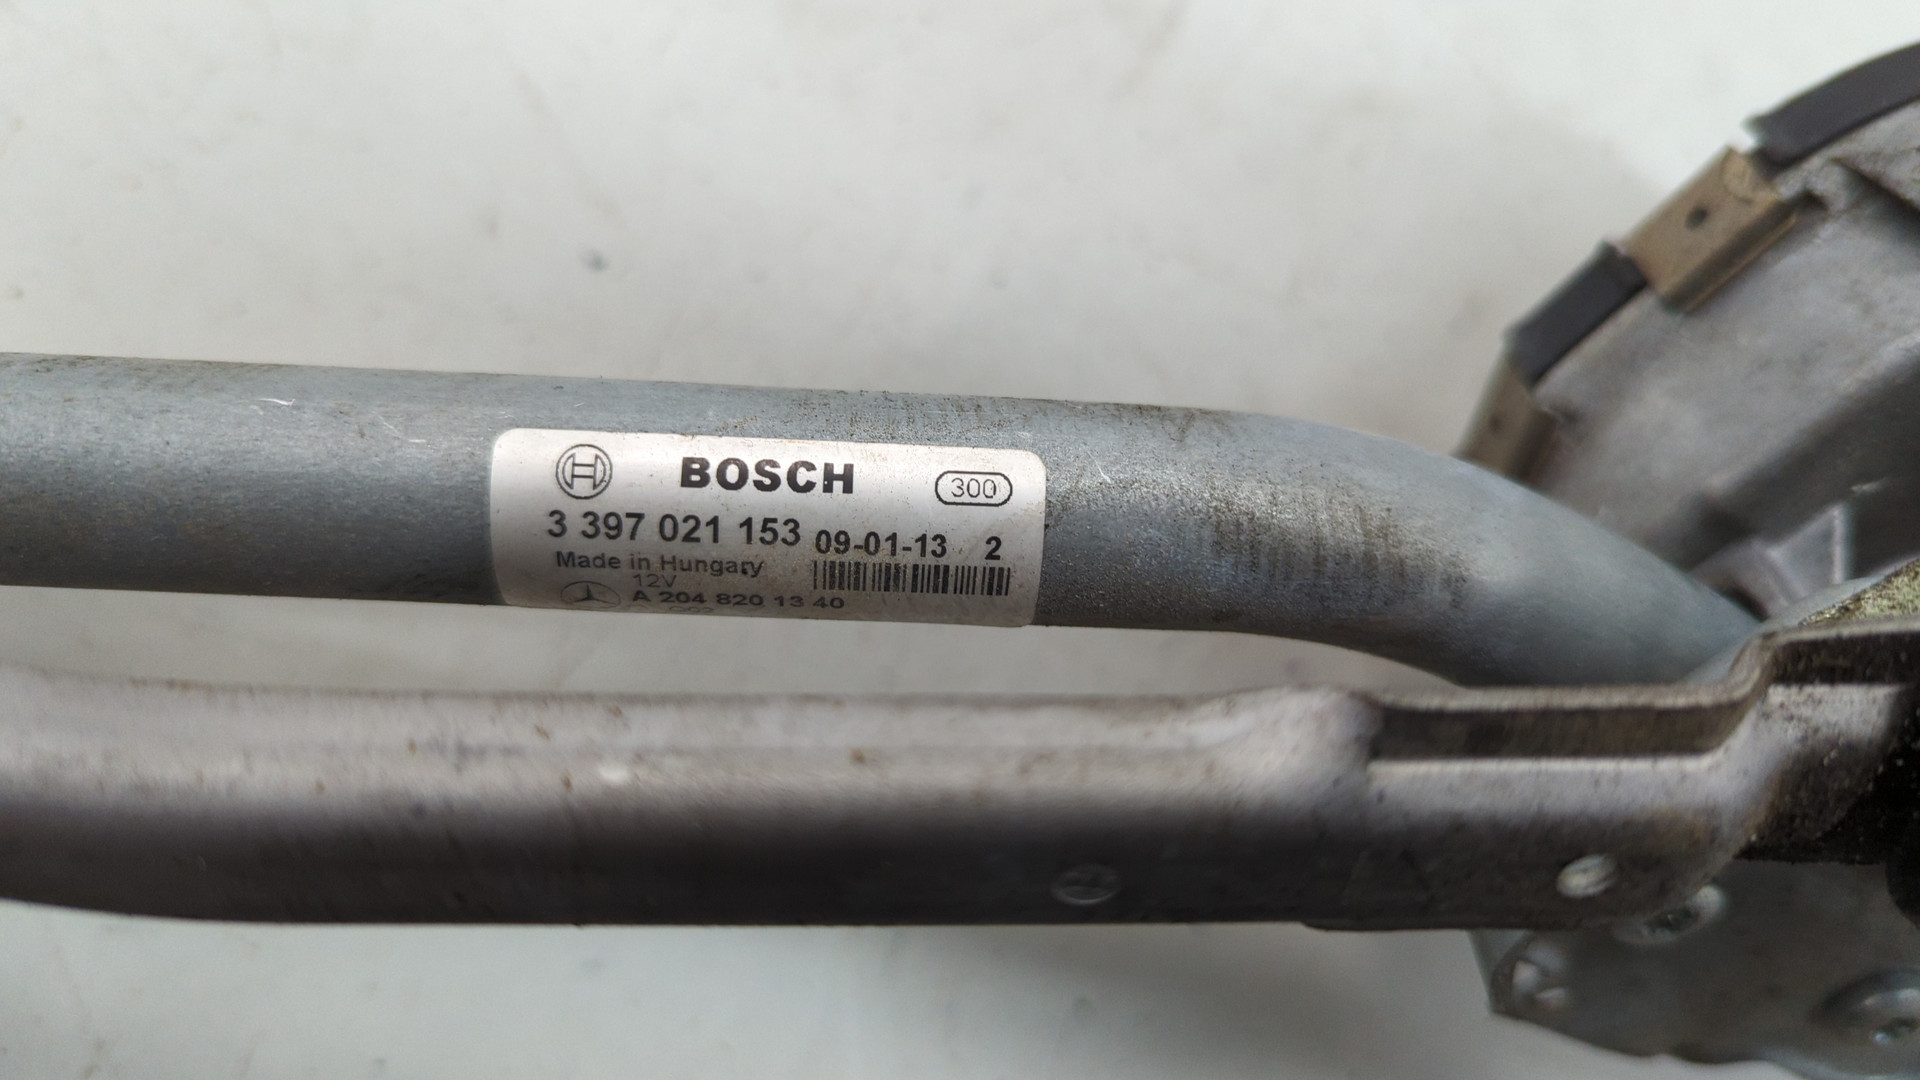 BOSCH 300
3 397 021 153 09-01-13 2
Made in Hungary
12V
A 204 820 13 40